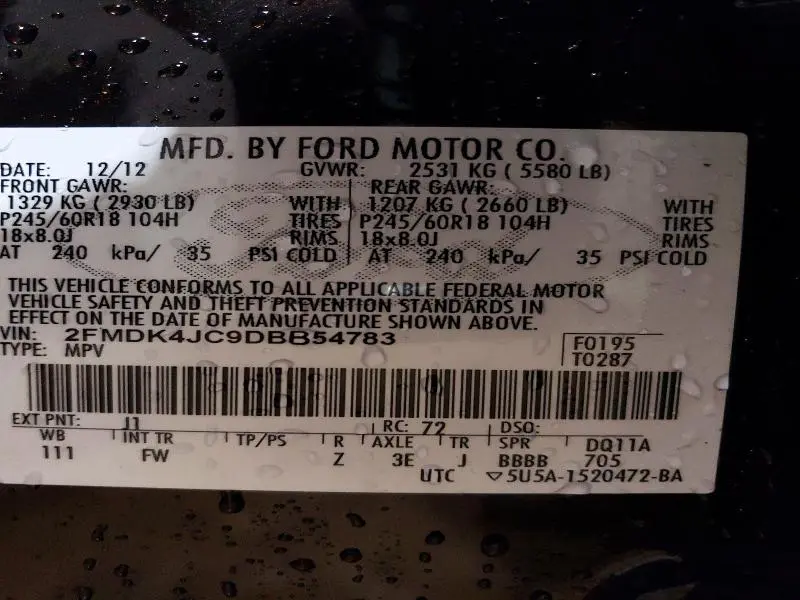 MFD. BY FORD MOTOR CO.
DATE: 12/12 GVWR: 2531 KG ( 5580 LB)
FRONT GAWR: REAR GAWR:
1329 KG ( 2930 LB) WITH 1207 KG ( 2660 LB) WITH
P245/60R18 104H TIRES P245/60R18 104H TIRES
18x8.0J RIMS 18x8.0J RIMS
AT 240 kPa/ 35 PSI COLD AT 240 kPa/ 35 PSI COLD
THIS VEHICLE CONFORMS TO ALL APPLICABLE FEDERAL MOTOR
VEHICLE SAFETY AND THEFT PREVENTION STANDARDS IN
EFFECT ON THE DATE OF MANUFACTURE SHOWN ABOVE.
VIN: 2FMDK4JC9DBB54783 F0195
TYPE: MPV T0287
EXT PNT: J1 RC: 72 DSO:
WB INT TR TP/PS R AXLE TR SPR DQ11A
111 FW Z 3E J BBBB 705
UTC ▽5U5A-1520472-BA